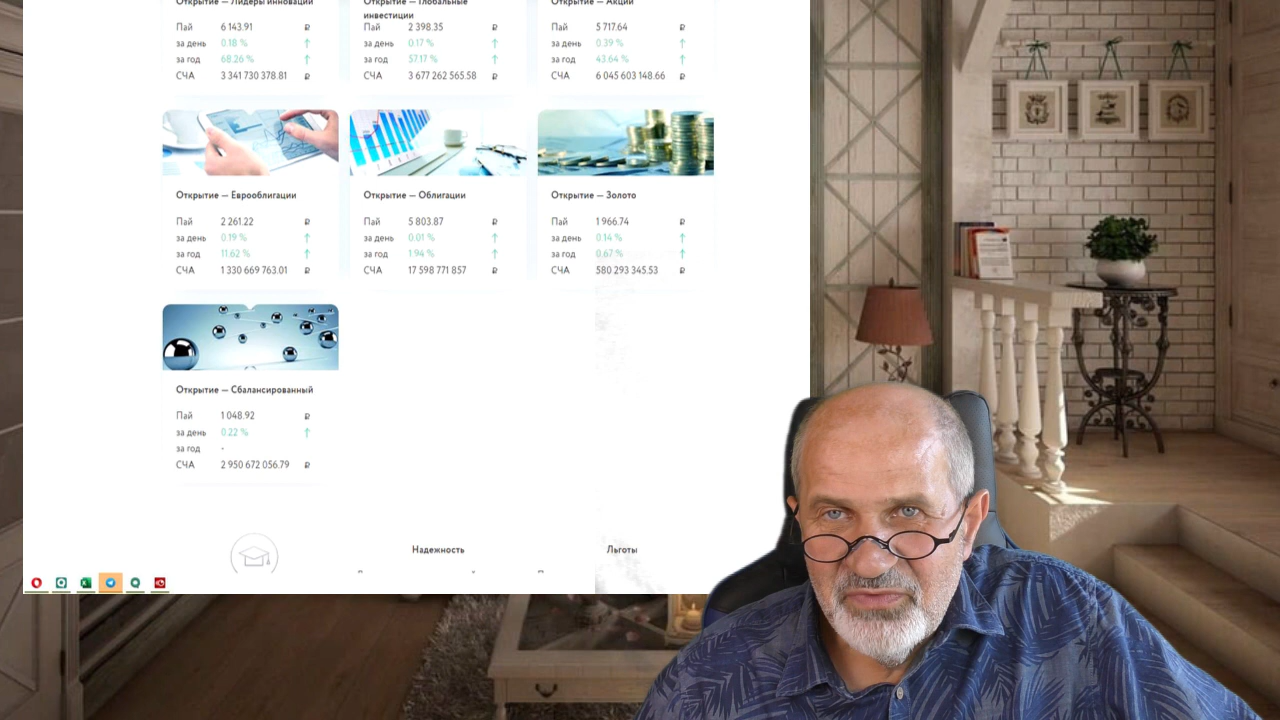 Открытие — Лидеры инноваций
Открытие — Глобальные
инвестиции
Открытие — Акции
Пай 6 143.91 ₽
за день 0.18 % ↑
за год 68.26 % ↑
СЧА 3 341 730 378.81 ₽
Пай 2 398.35 ₽
за день 0.17 % ↑
за год 57.17 % ↑
СЧА 3 677 262 565.58 ₽
Пай 5 717.64 ₽
за день 0.39 % ↑
за год 43.64 % ↑
СЧА 6 045 603 148.66 ₽
Открытие — Еврооблигации
Пай 2 261.22 ₽
за день 0.19 % ↑
за год 11.62 % ↑
СЧА 1 330 669 763.01 ₽
Открытие — Облигации
Пай 5 803.87 ₽
за день 0.01 % ↑
за год 1.94 % ↑
СЧА 17 598 771 857 ₽
Открытие — Золото
Пай 1 966.74 ₽
за день 0.14 % ↑
за год 0.67 % ↑
СЧА 580 293 345.53 ₽
Открытие — Сбалансированный
Пай 1 048.92 ₽
за день 0.22 % ↑
за год -
СЧА 2 950 672 056.79 ₽
Надежность
Льготы